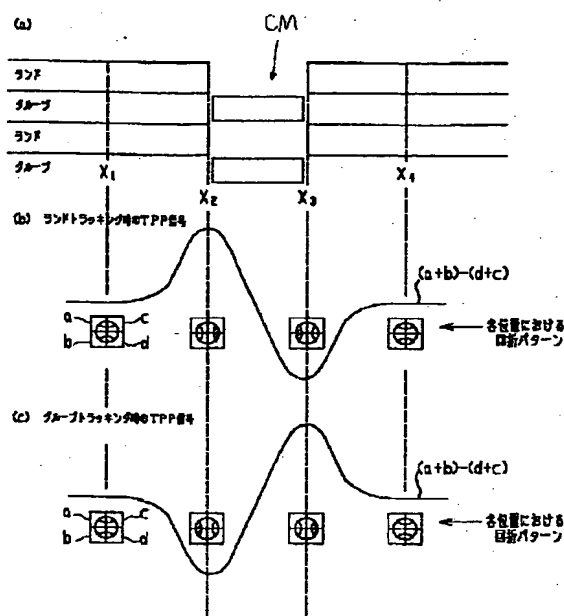 (a)
CM
ランド
グルーブ
ランド
グルーブ
X₁
X₂
X₃
X₄
(b) ランドトラッキング時のTPP信号
(a+b)-(d+c)
a
c
b
d
各位置における
回折パターン
(c) グルーブトラッキング時のTPP信号
(a+b)-(d+c)
a
c
b
d
各位置における
回折パターン